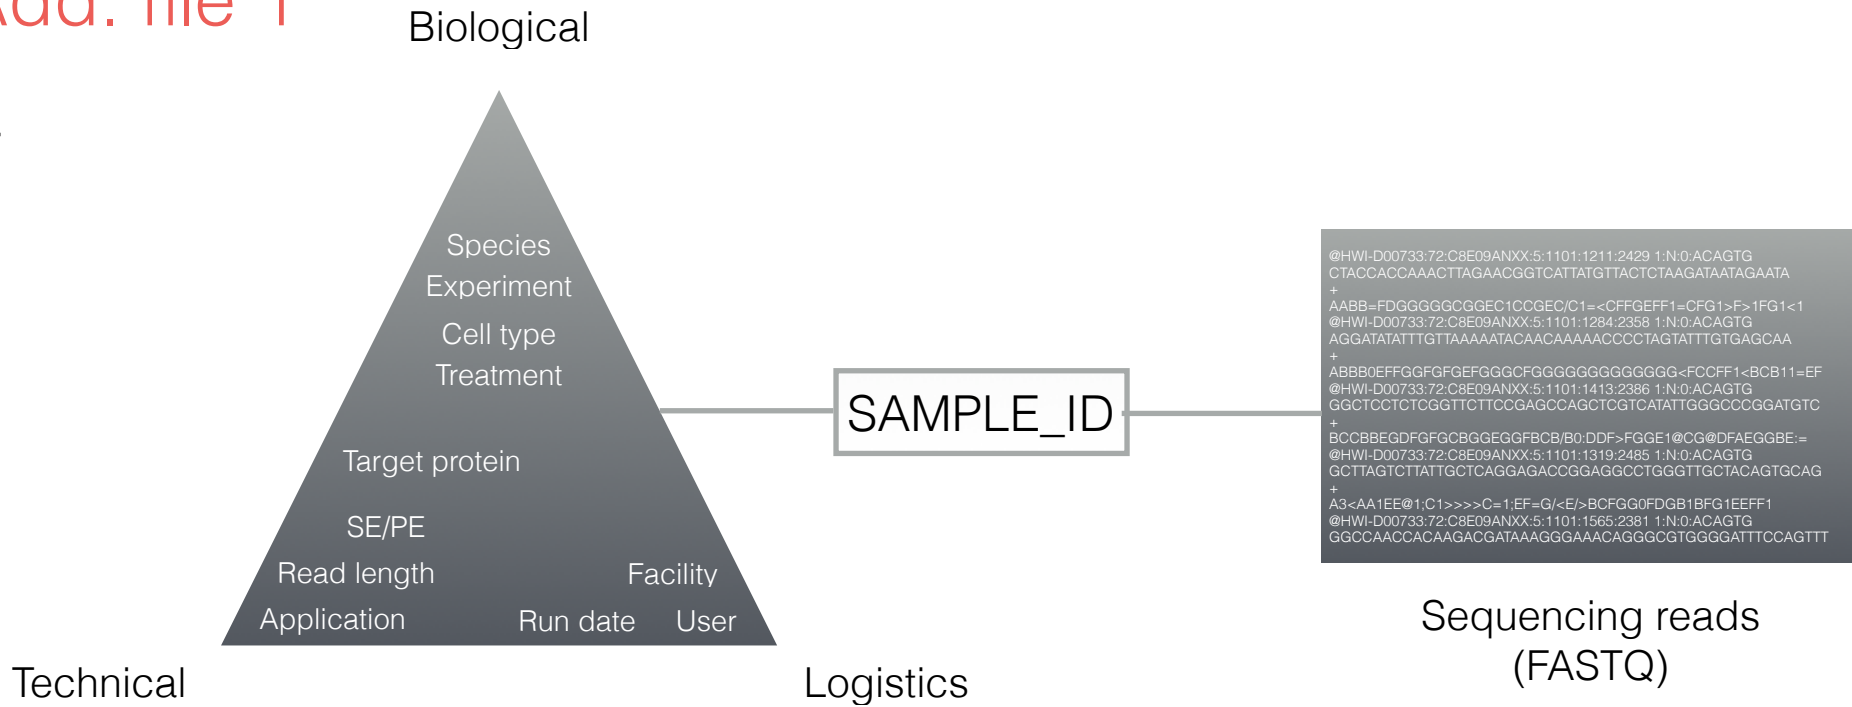 Add. file 1
Biological
Species
Experiment
Cell type
Treatment
Target protein
SE/PE
Read length
Facility
Application
Run date
User
Technical
Logistics
SAMPLE_ID
@HWI-D00733:72:C8E09ANXX:5:1101:1211:2429 1:N:0:ACAGTG
CTACCACCAAACTTAGAACGGTCATTATGTTACTCTAAGATAATAGAATA
+
AABB=FDGGGGGCGGEC1CCGEC/C1=<CFFGEFF1=CFG1>F>1FG1<1
@HWI-D00733:72:C8E09ANXX:5:1101:1284:2358 1:N:0:ACAGTG
AGGATATATTTGTTAAAAATACAACAAAAACCCCTAGTATTTGTGAGCAA
+
ABBB0EFFGGFGFGEFGGGCFGGGGGGGGGGGGGG<FCCFF1<BCB11=EF
@HWI-D00733:72:C8E09ANXX:5:1101:1413:2386 1:N:0:ACAGTG
GGCTCCTCTCGGTTCTTCCGAGCCAGCTCGTCATATTGGGCCCGGATGTC
+
BCCBBEGDFGFGCBGGEGGFBCB/B0:DDF>FGGE1@CG@DFAEGGBE:=
@HWI-D00733:72:C8E09ANXX:5:1101:1319:2485 1:N:0:ACAGTG
GCTTAGTCTTATTGCTCAGGAGACCGGAGGCCTGGGTTGCTACAGTGCAG
+
A3<AA1EE@1;C1>>>>C=1;EF=G/<E/>BCFGG0FDGB1BFG1EEFF1
@HWI-D00733:72:C8E09ANXX:5:1101:1565:2381 1:N:0:ACAGTG
GGCCAACCACAAGACGATAAAGGGAAACAGGGCGTGGGGATTTCCAGTTT
Sequencing reads
(FASTQ)